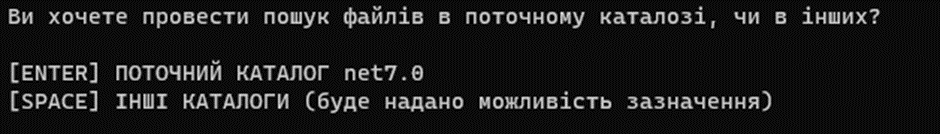 Ви хочете провести пошук файлів в поточному каталозі, чи в інших?
[ENTER] ПОТОЧНИЙ КАТАЛОГ net7.0
[SPACE] ІНШІ КАТАЛОГИ (буде надано можливість зазначення)